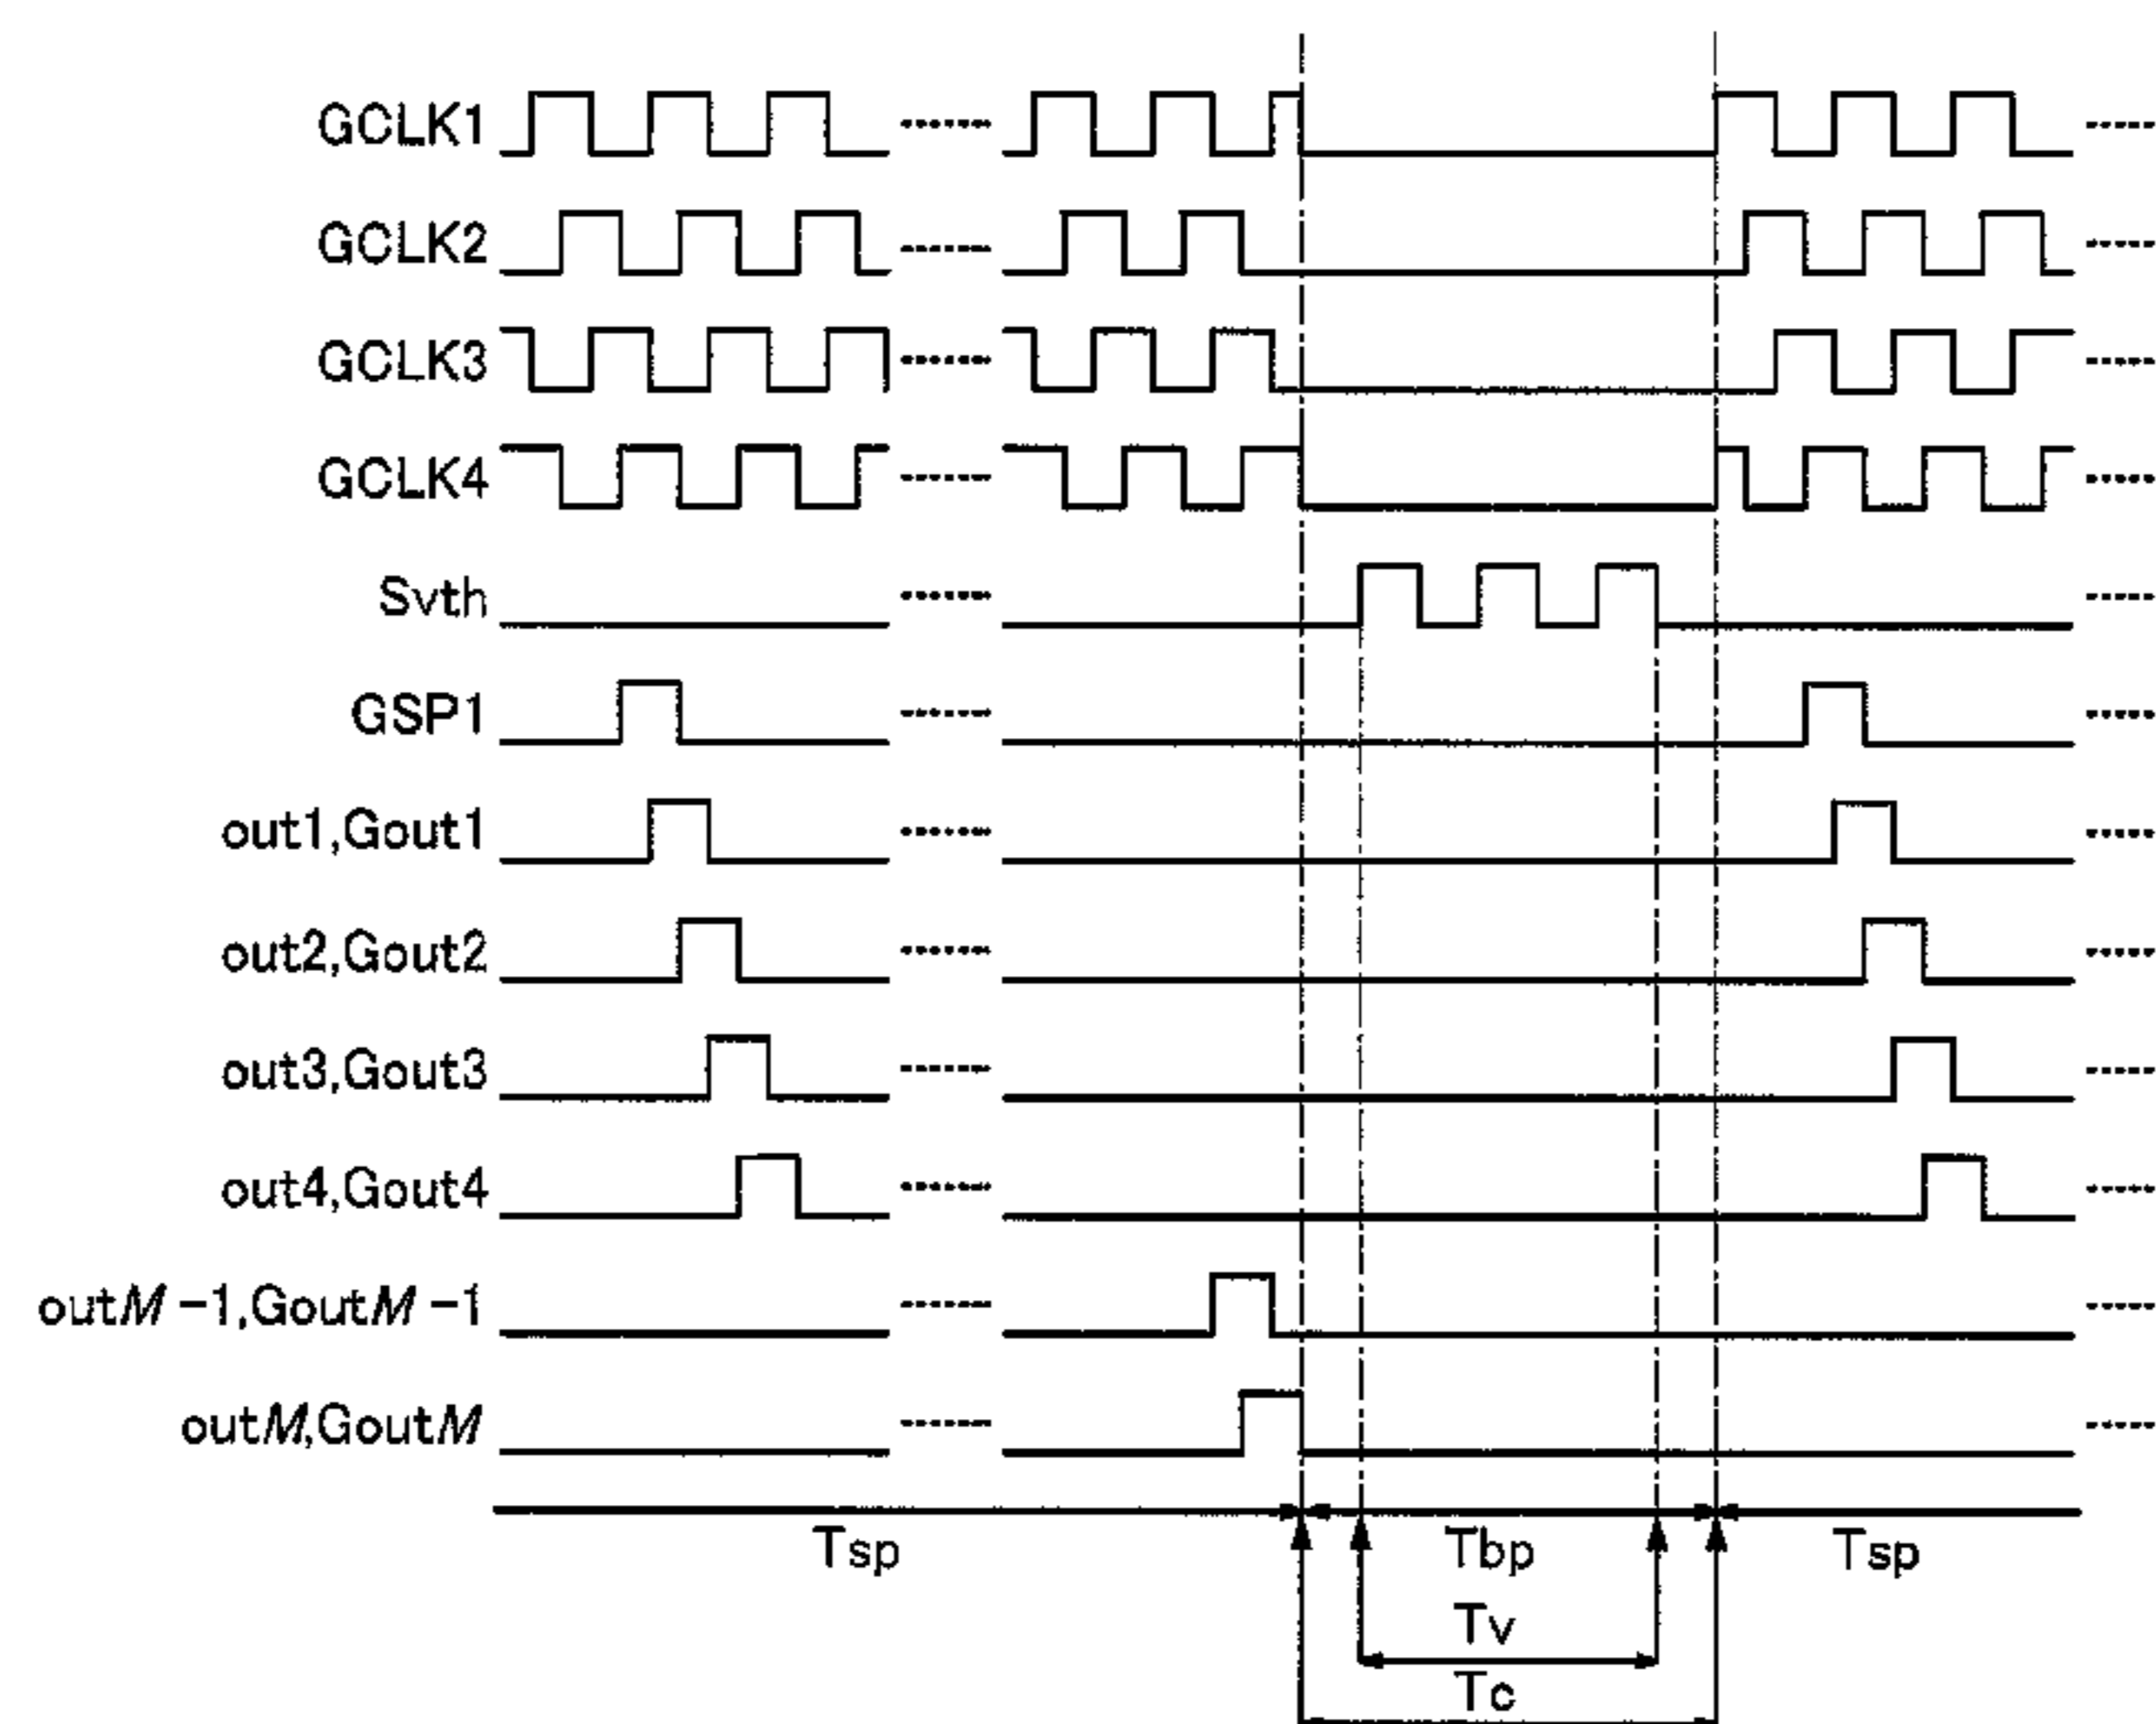 GCLK1
GCLK2
GCLK3
GCLK4
Svth
GSP1
out1,Gout1
out2,Gout2
out3,Gout3
out4,Gout4
outM-1,GoutM-1
outM,GoutM
Tsp Tbp Tsp
Tv
Tc